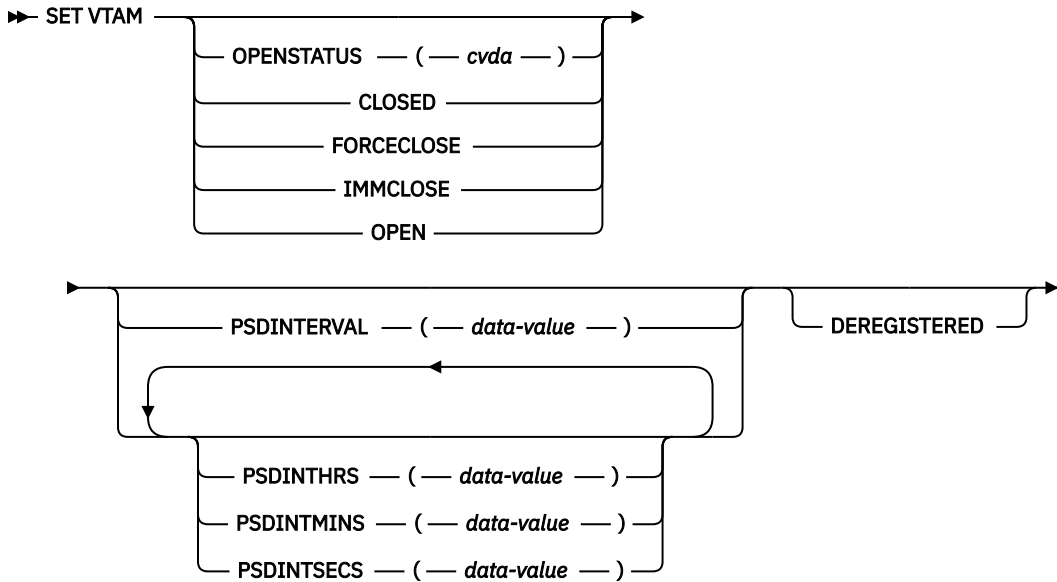 SET VTAM
OPENSTATUS ( cvda )
CLOSED
FORCECLOSE
IMMCLOSE
OPEN
PSDINTERVAL ( data-value )
DEREGISTERED
PSDINTHRS ( data-value )
PSDINTMINS ( data-value )
PSDINTSECS ( data-value )